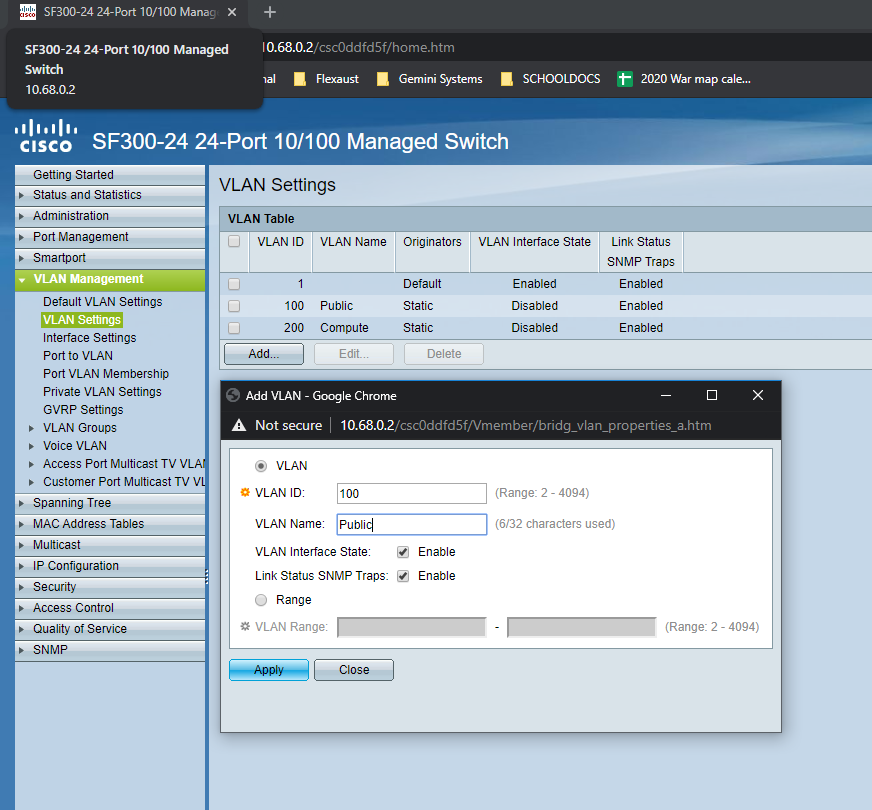 SF300-24 24-Port 10/100 Manag
SF300-24 24-Port 10/100 Managed
Switch
10.68.0.2
10.68.0.2/csc0ddfd5f/home.htm
nal
Flexaust
Gemini Systems
SCHOOLDOCS
2020 War map cale...
CISCO
SF300-24 24-Port 10/100 Managed Switch
Getting Started
Status and Statistics
Administration
Port Management
Smartport
VLAN Management
Default VLAN Settings
VLAN Settings
Interface Settings
Port to VLAN
Port VLAN Membership
Private VLAN Settings
GVRP Settings
VLAN Groups
Voice VLAN
Access Port Multicast TV VLAN
Customer Port Multicast TV VL
Spanning Tree
MAC Address Tables
Multicast
IP Configuration
Security
Access Control
Quality of Service
SNMP
VLAN Settings
VLAN Table
VLAN ID VLAN Name Originators VLAN Interface State Link Status
SNMP Traps
1 Default Enabled Enabled
100 Public Static Disabled Enabled
200 Compute Static Disabled Enabled
Add... Edit... Delete
Add VLAN - Google Chrome
Not secure 10.68.0.2/csc0ddfd5f/Vmember/bridg_vlan_properties_a.htm
VLAN
VLAN ID: 100 (Range: 2 - 4094)
VLAN Name: Public (6/32 characters used)
VLAN Interface State: Enable
Link Status SNMP Traps: Enable
Range
VLAN Range: - (Range: 2 - 4094)
Apply Close